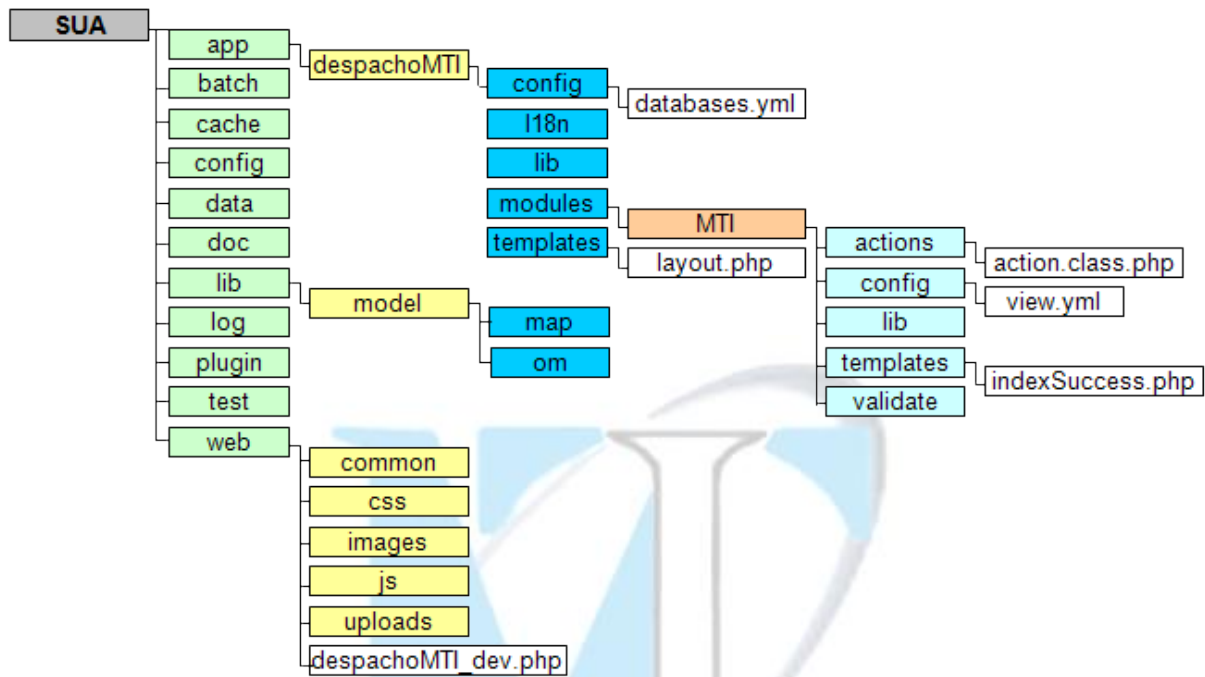 SUA
app
despachoMTI
batch
config
databases.yml
cache
I18n
config
lib
data
modules
MTI
doc
templates
layout.php
actions
action.class.php
lib
model
config
view.yml
log
map
lib
plugin
om
templates
indexSuccess.php
test
validate
web
common
css
images
js
uploads
despachoMTI_dev.php